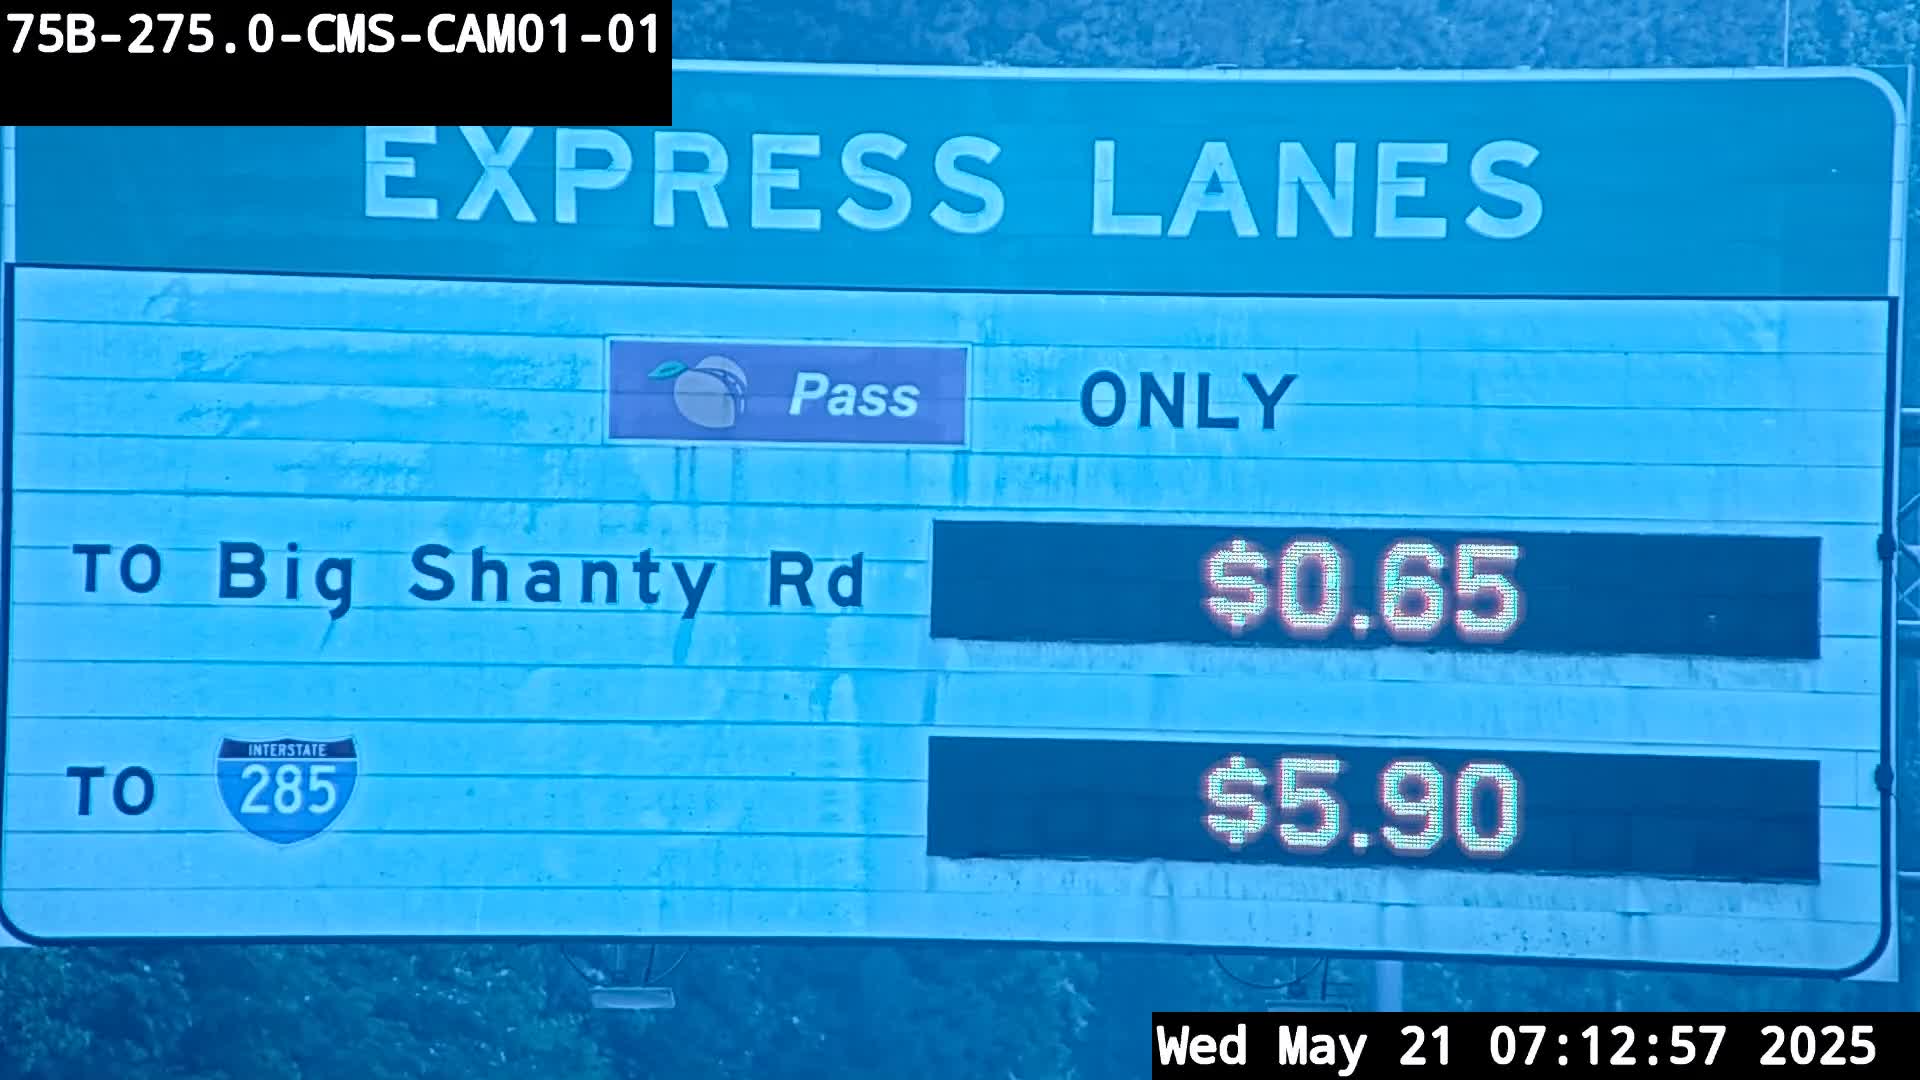 75B-275.0-CMS-CAM01-01
EXPRESS LANES
Pass ONLY
TO Big Shanty Rd $0.65
INTERSTATE
TO 285 $5.90
Wed May 21 07:12:57 2025